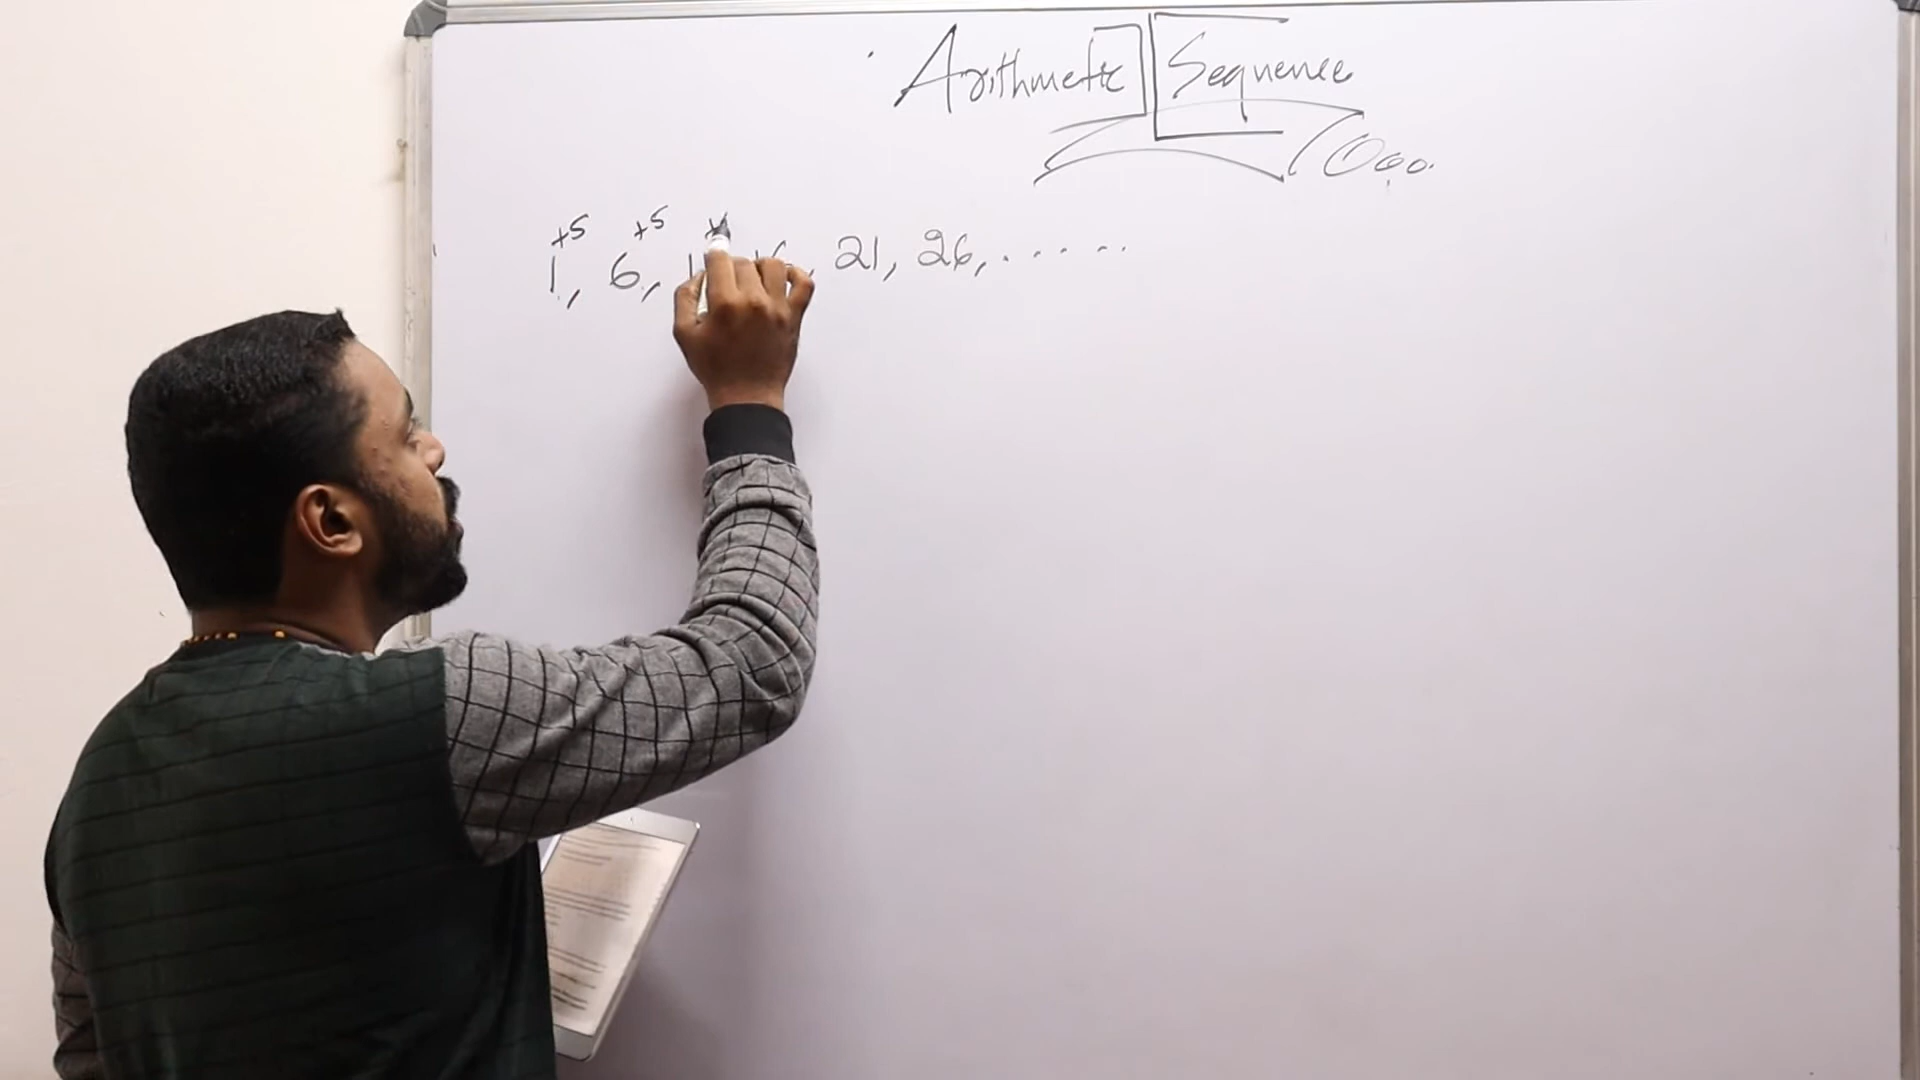 Arithmetic Sequence
+5 +5 +
1, 6, 1 , 21, 26, . . . . .